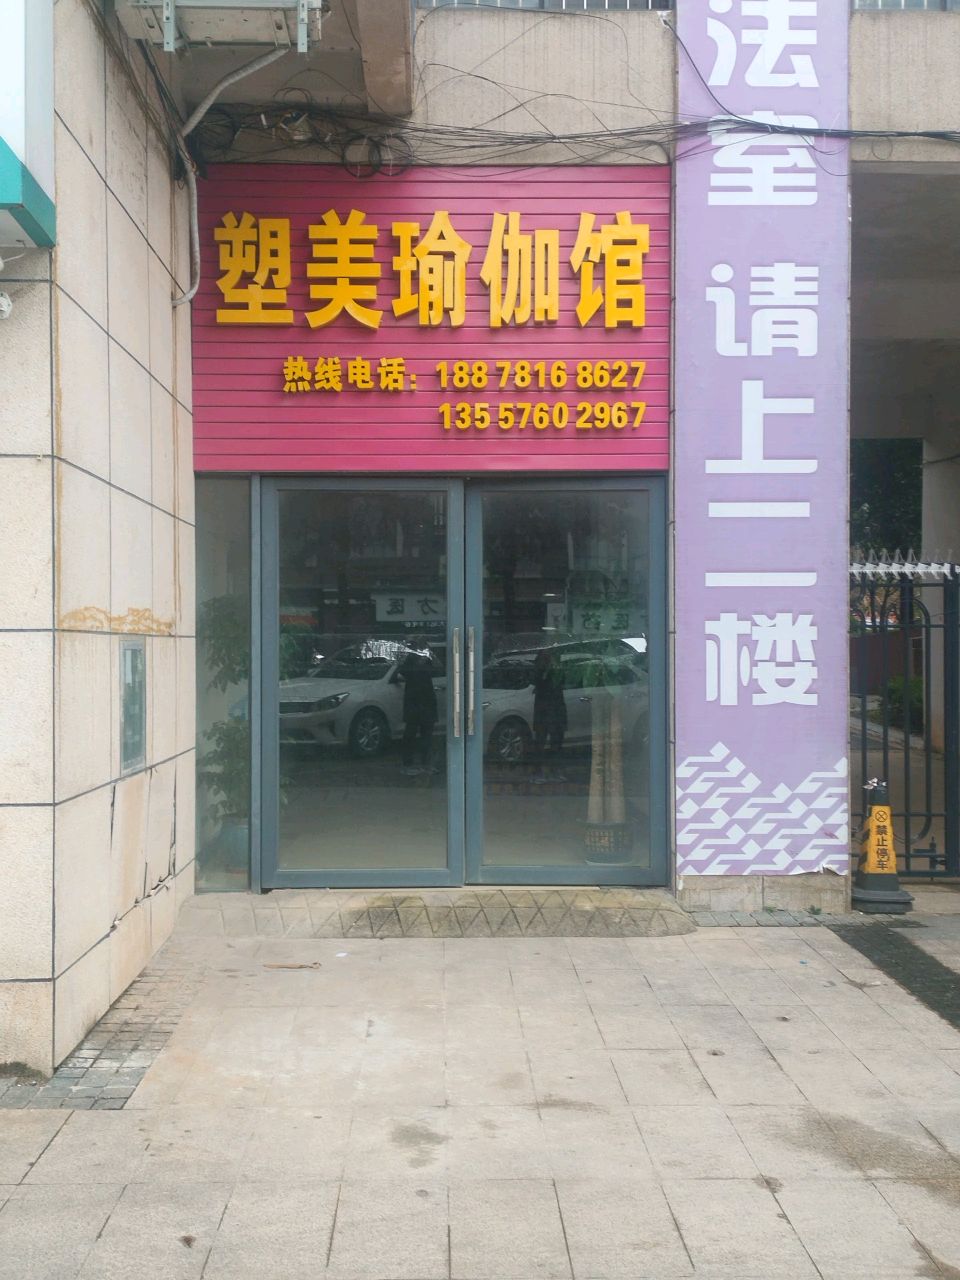 塑美瑜伽馆
热线电话：188 7816 8627
135 5760 2967
法室 请上二楼
禁止停车